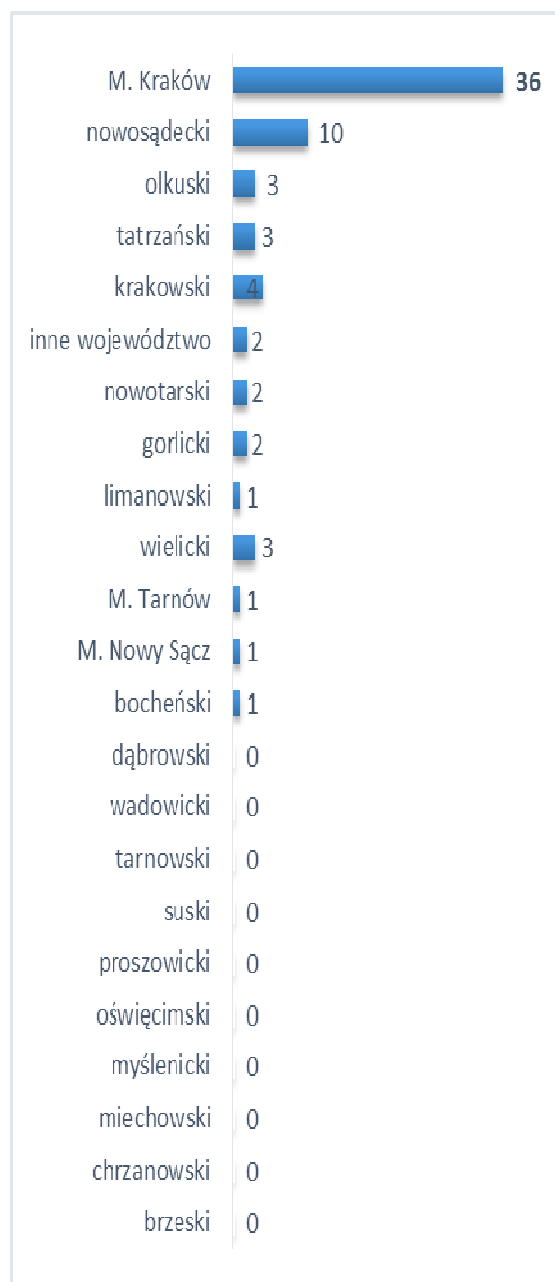 M. Kraków 36
nowosądecki 10
olkuski 3
tatrzański 3
krakowski 4
inne województwo 2
nowotarski 2
gorlicki 2
limanowski 1
wielicki 3
M. Tarnów 1
M. Nowy Sącz 1
bocheński 1
dąbrowski 0
wadowicki 0
tarnowski 0
suski 0
proszowicki 0
oświęcimski 0
myślenicki 0
miechowski 0
chrzanowski 0
brzeski 0